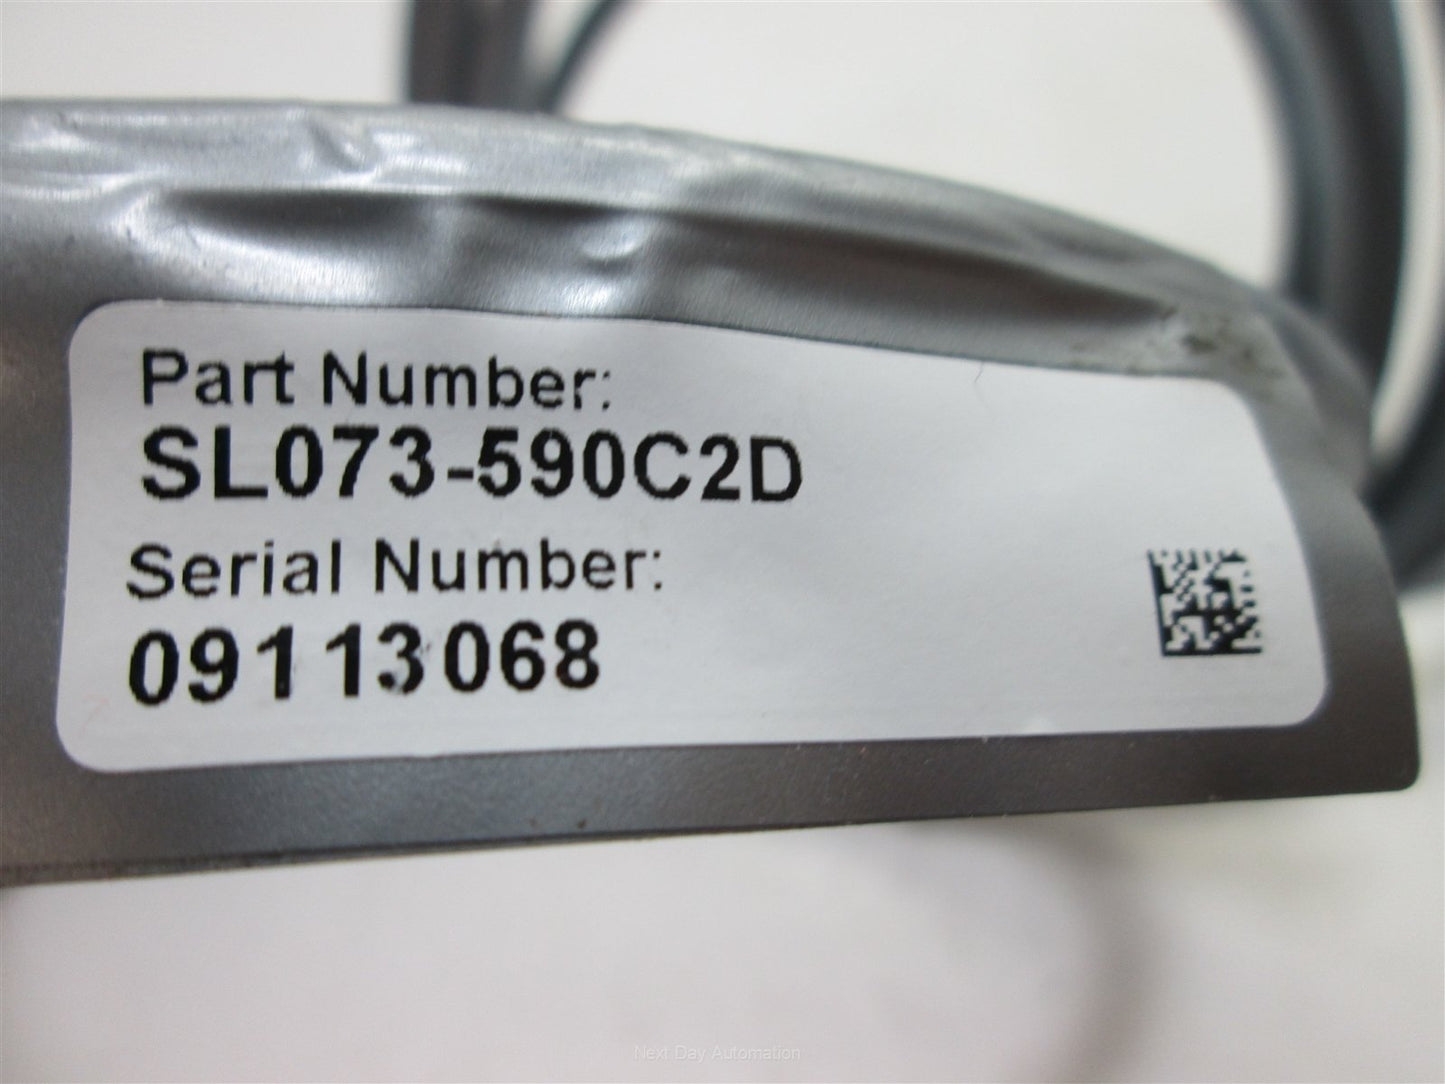 Part Number:
SL073-590C2D
Serial Number:
09113068
Next Day Automation